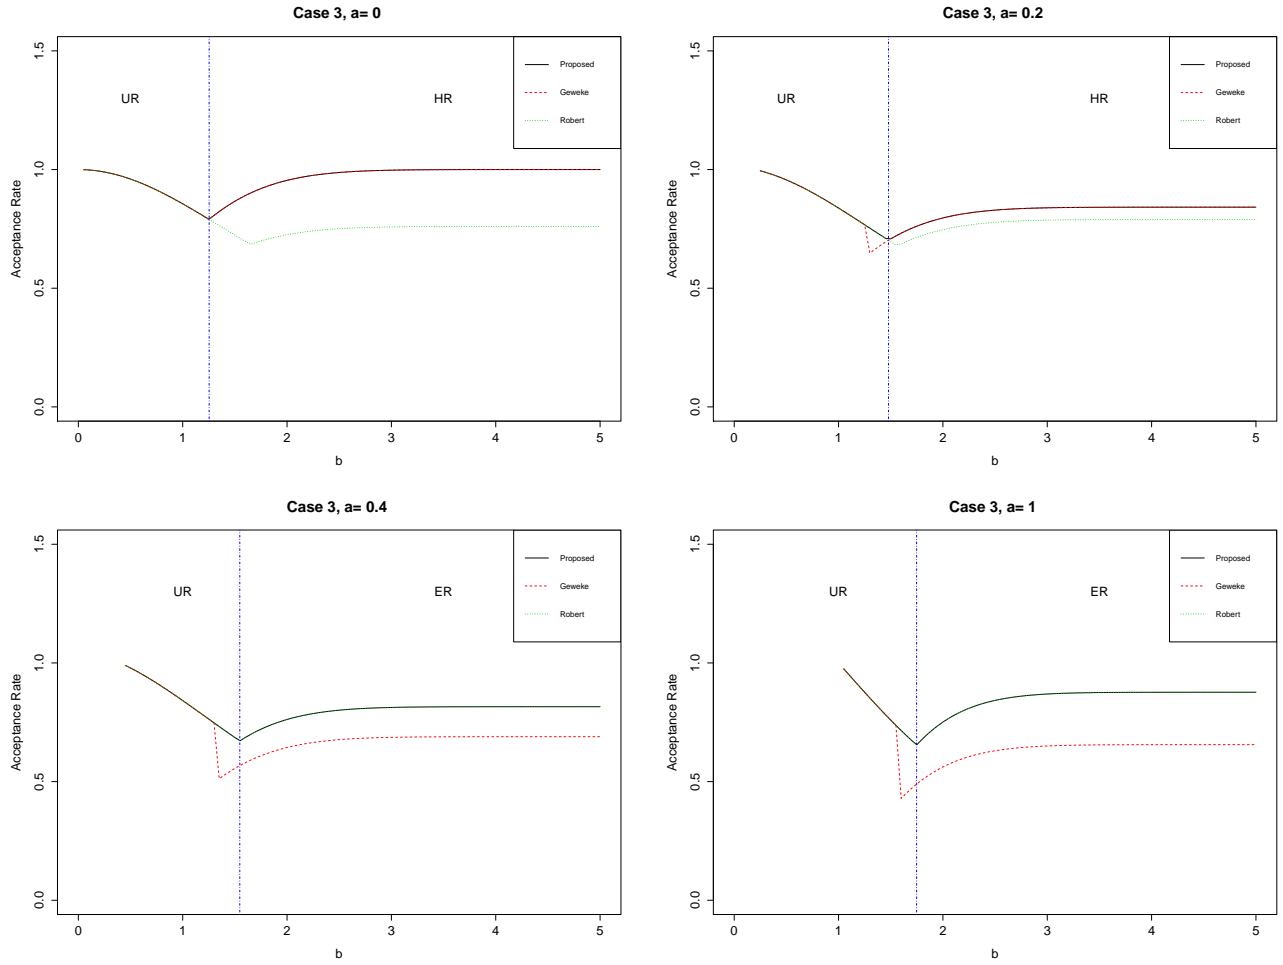 Case 3, a= 0
Acceptance Rate
1.5
1.0
0.5
0.0
UR
HR
Proposed
Geweke
Robert
0 1 2 3 4 5
b
Case 3, a= 0.2
Acceptance Rate
1.5
1.0
0.5
0.0
UR
HR
Proposed
Geweke
Robert
0 1 2 3 4 5
b
Case 3, a= 0.4
Acceptance Rate
1.5
1.0
0.5
0.0
UR
ER
Proposed
Geweke
Robert
0 1 2 3 4 5
b
Case 3, a= 1
Acceptance Rate
1.5
1.0
0.5
0.0
UR
ER
Proposed
Geweke
Robert
0 1 2 3 4 5
b